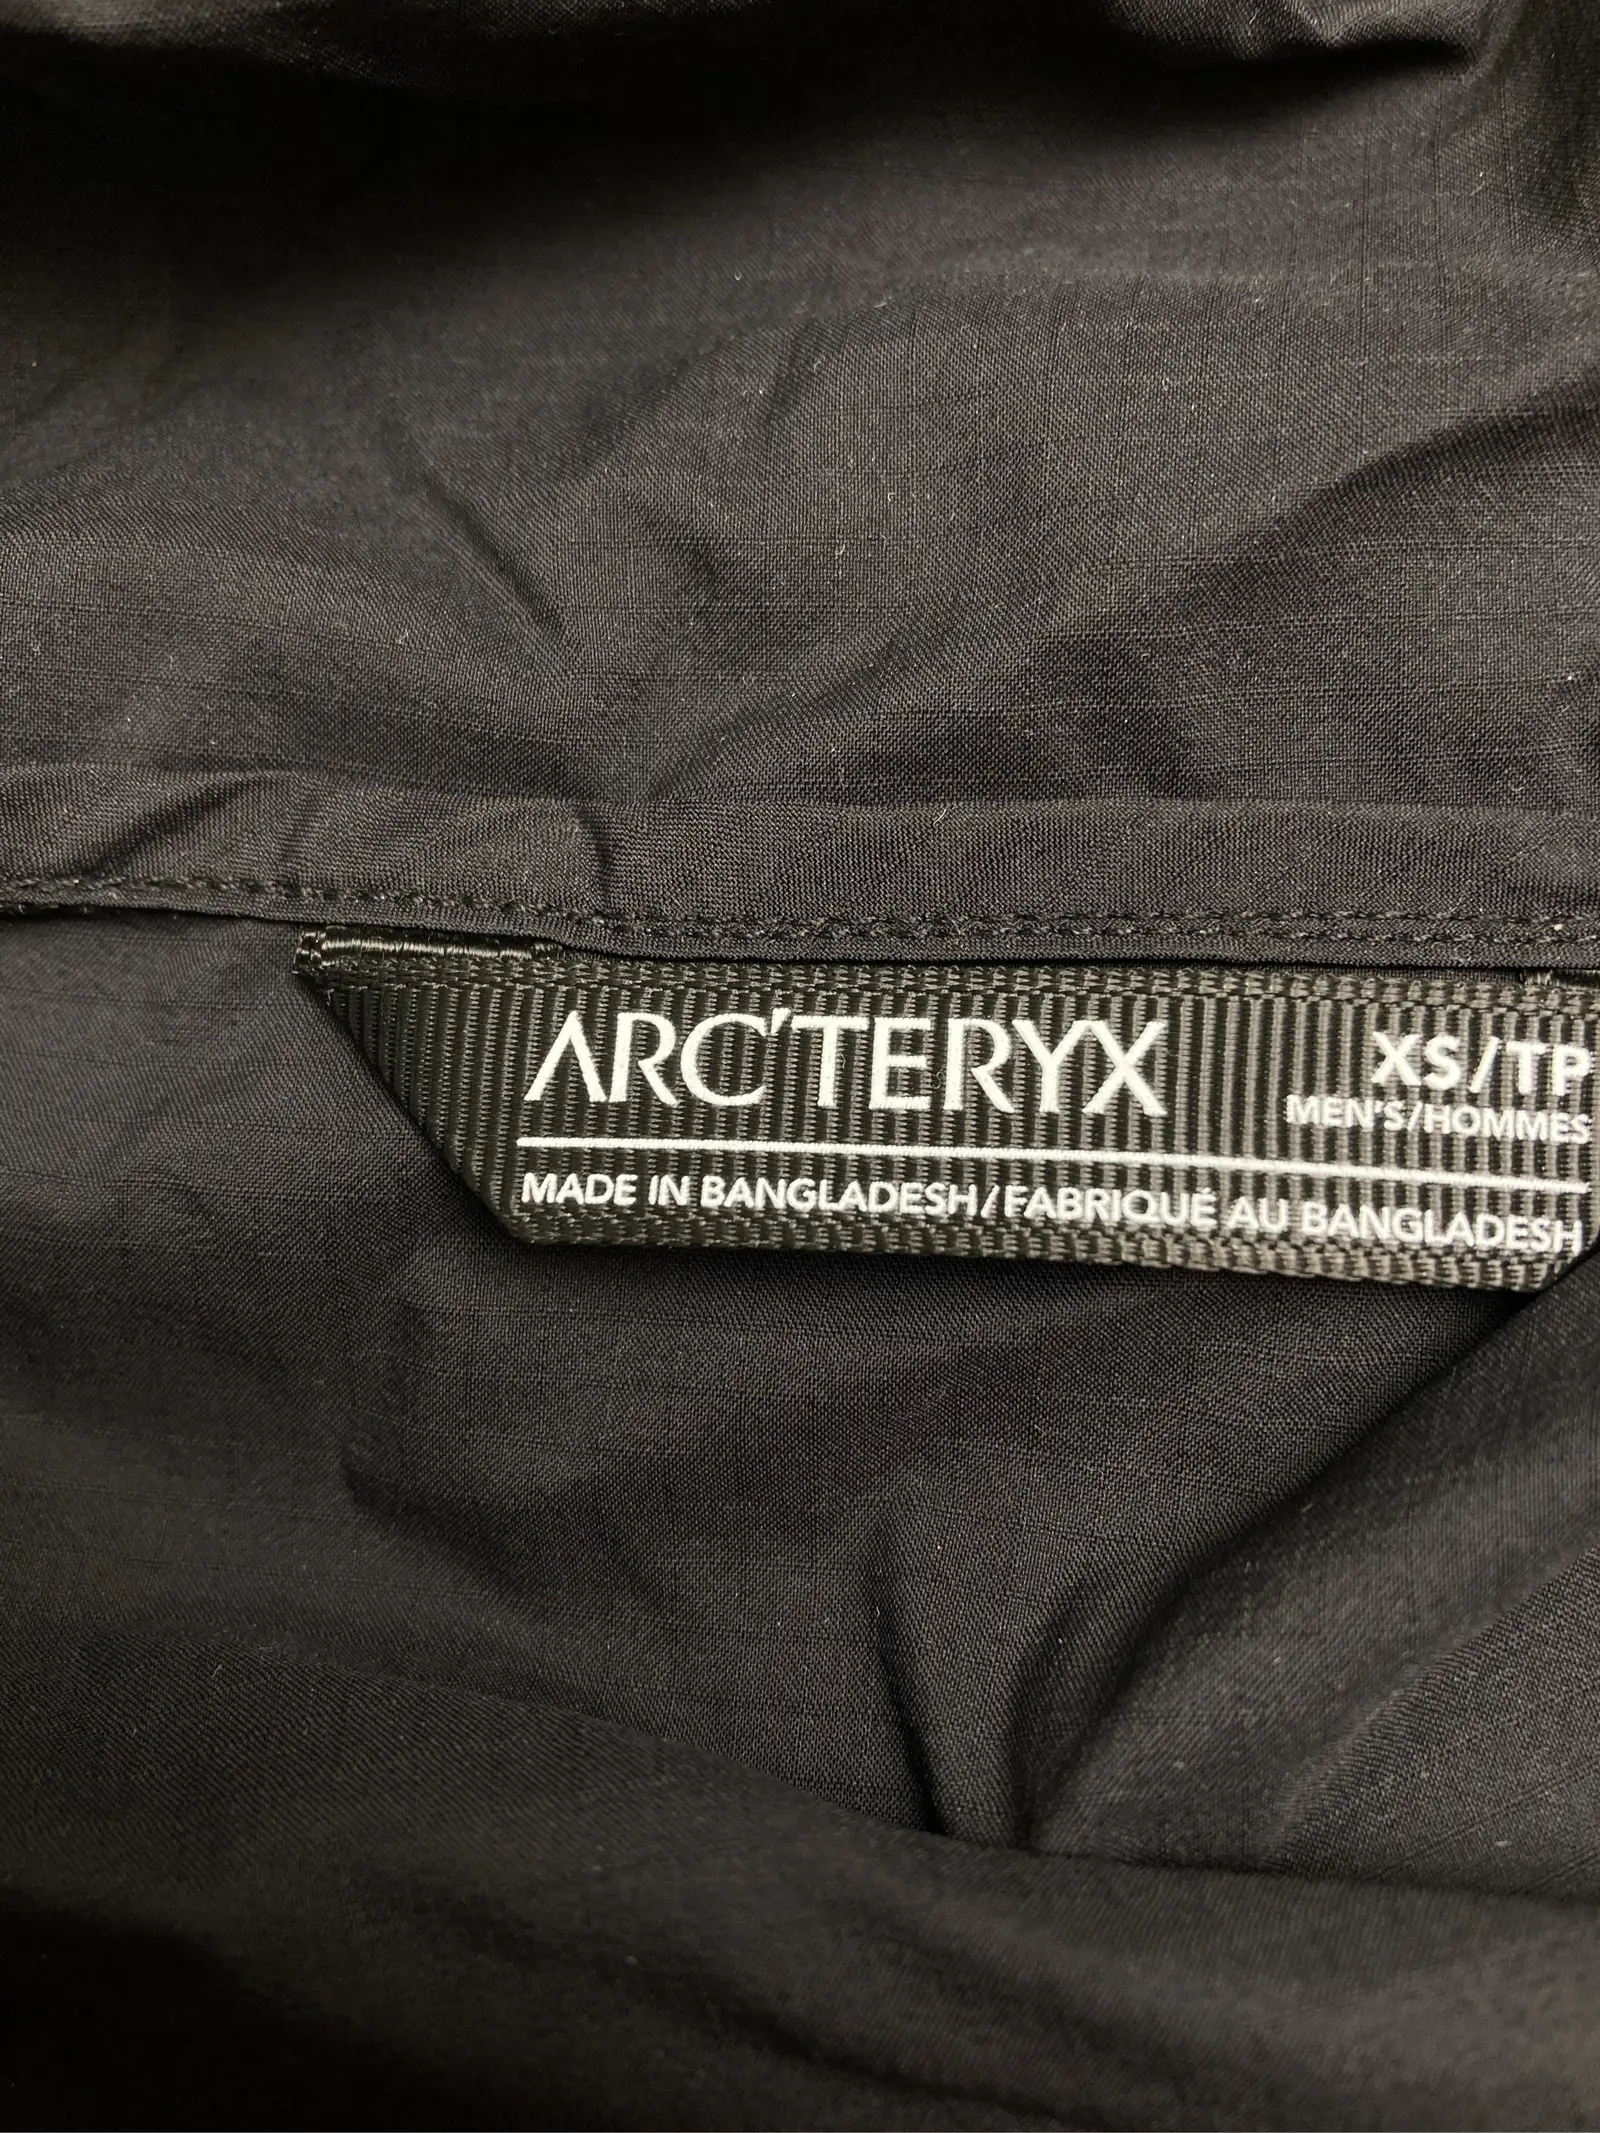 ARC'TERYX
XS/TP
MEN'S/HOMMES
MADE IN BANGLADESH/FABRIQUÉ AU BANGLADESH